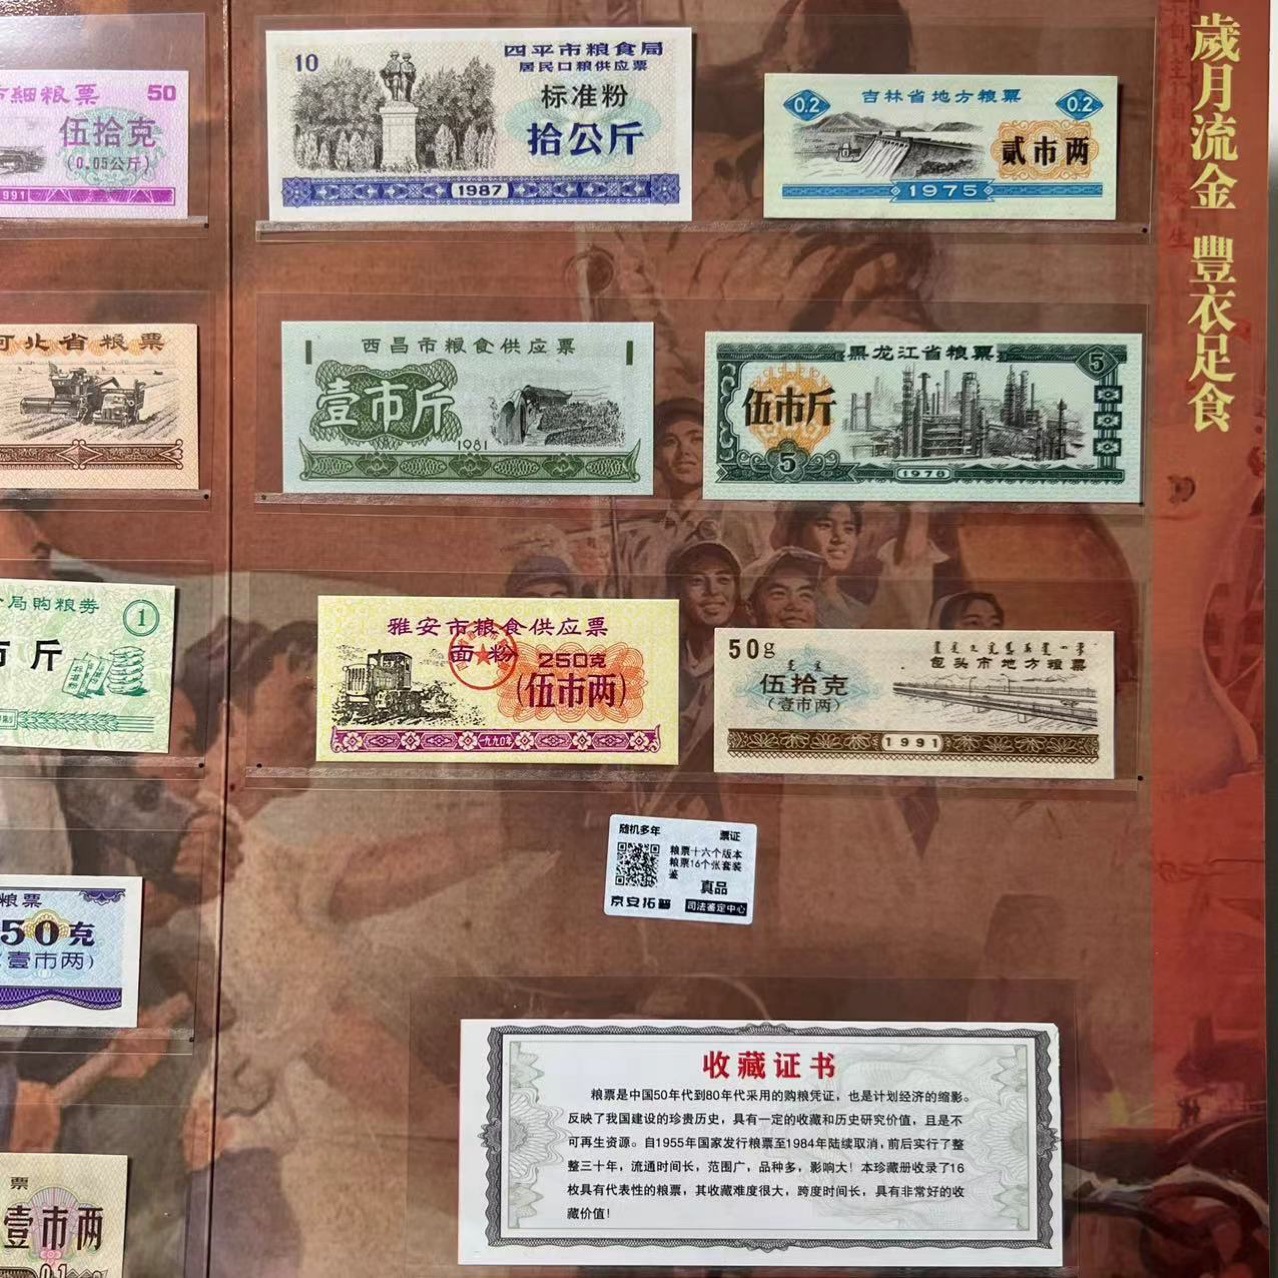 歲月流金 豐衣足食
市細粮票 50
伍拾克
(0.05公斤)
1991
10 四平市粮食局
居民口粮供应票
标准粉
拾公斤
1987
0.2 吉林省地方粮票 0.2
贰市两
1975
河北省粮票
西昌市粮食供应票
壹市斤
1981
黑龙江省粮票 5
伍市斤
5
1978
局购粮券 1
市斤
雅安市粮食供应票
面粉 250克
(伍市两)
一九九〇年
50g
包头市地方粮票
伍拾克
(壹市两)
1991
随机多年 票证
粮票十六个版本
粮票16个张套装
鉴
真品
京安拓普 司法鉴定中心
粮票
50克
(壹市两)
票
壹市两
0.1
收藏证书
粮票是中国50年代到80年代采用的购粮凭证，也是计划经济的缩影。
反映了我国建设的珍贵历史，具有一定的收藏和历史研究价值，且是不
可再生资源。自1955年国家发行粮票至1984年陆续取消，前后实行了整
整三十年，流通时间长，范围广，品种多，影响大！本珍藏册收录了16
枚具有代表性的粮票，其收藏难度很大，跨度时间长，具有非常好的收
藏价值！